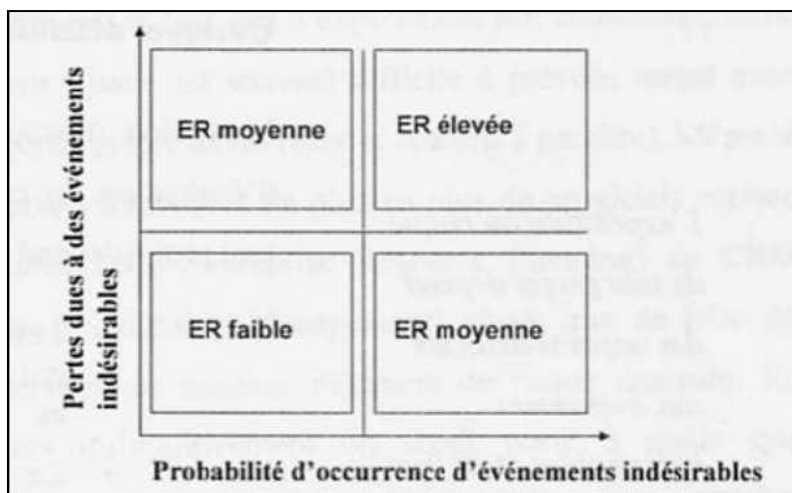 Pertes dues à des événements
indésirables
ER moyenne
ER élevée
ER faible
ER moyenne
Probabilité d'occurrence d'événements indésirables